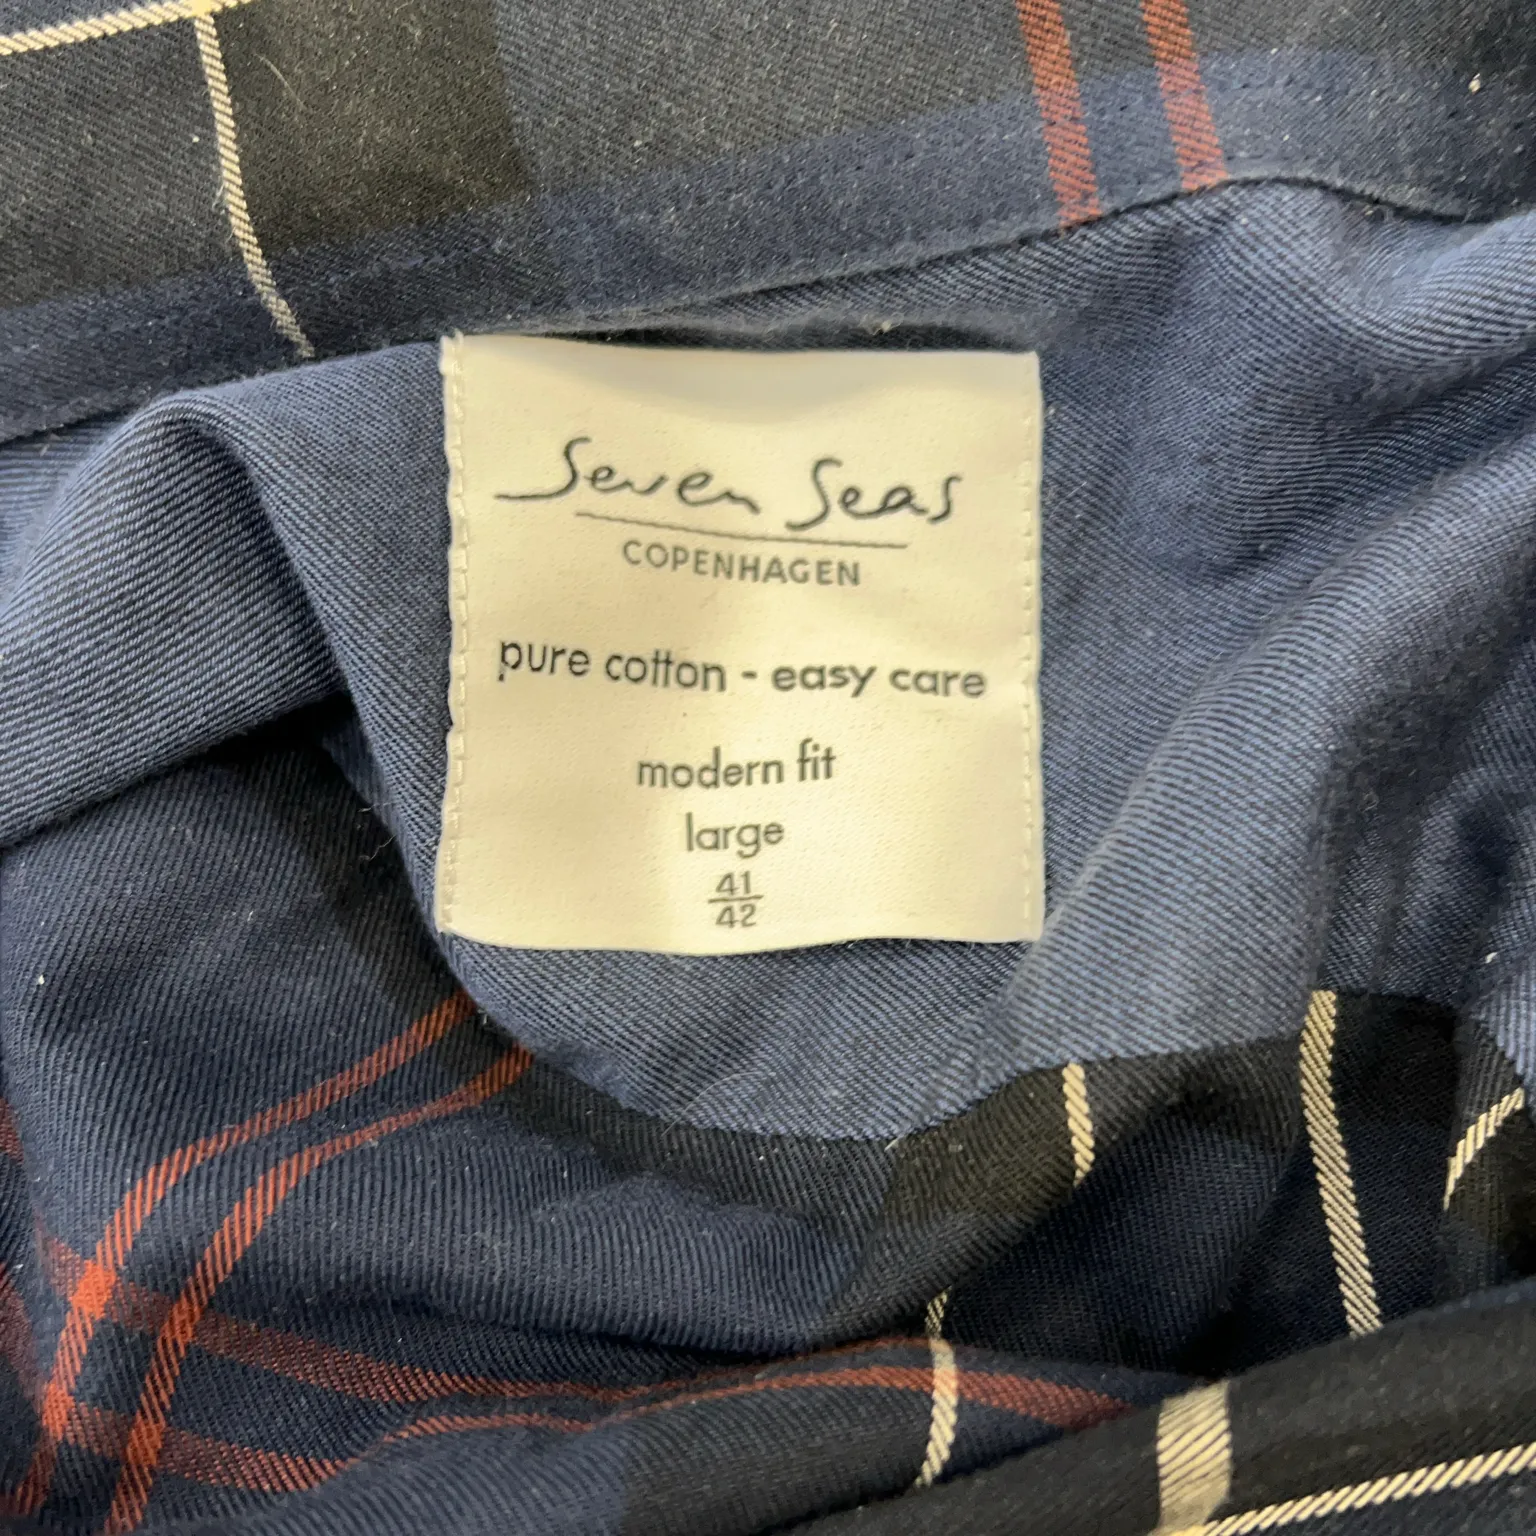 Seven Seas
COPENHAGEN
pure cotton - easy care
modern fit
large
41
42